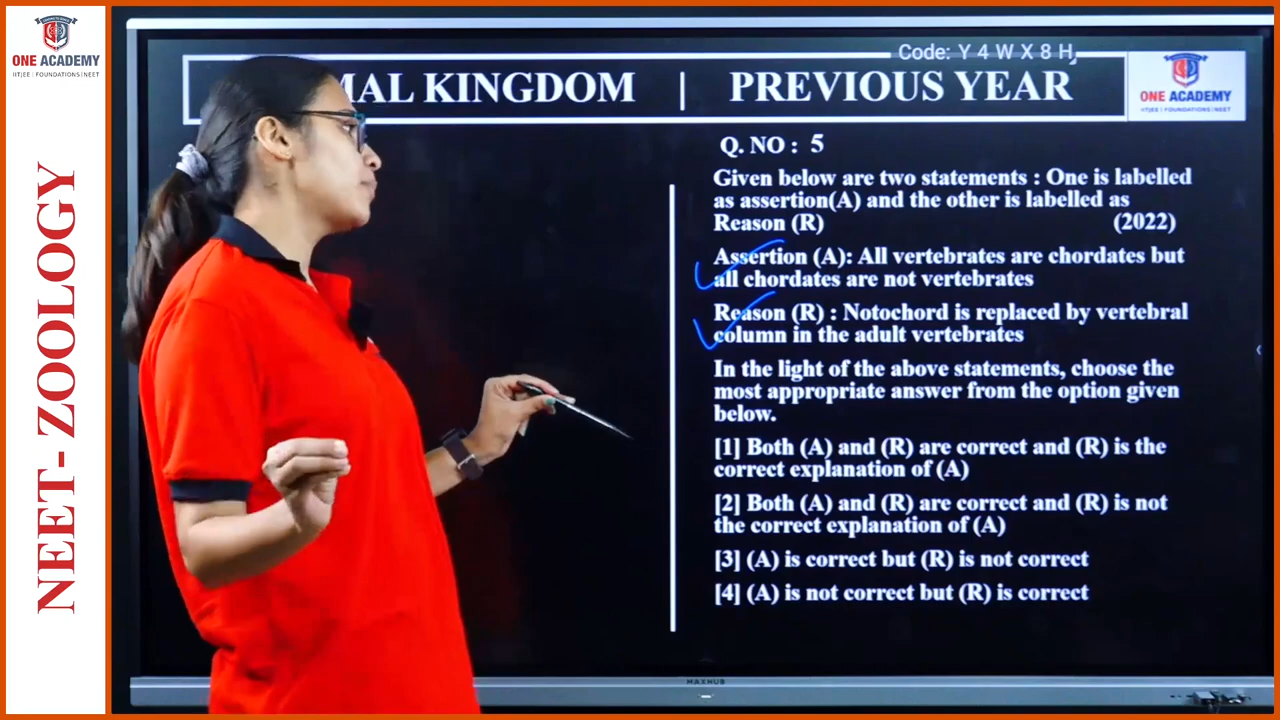 ONE ACADEMY
IITJEE | FOUNDATIONS | NEET
NEET- ZOOLOGY
Code: Y 4 W X 8 H
MAL KINGDOM | PREVIOUS YEAR
ONE ACADEMY
IITJEE | FOUNDATIONS | NEET
Q. NO : 5
Given below are two statements : One is labelled
as assertion(A) and the other is labelled as
Reason (R) (2022)
Assertion (A): All vertebrates are chordates but
all chordates are not vertebrates
Reason (R) : Notochord is replaced by vertebral
column in the adult vertebrates
In the light of the above statements, choose the
most appropriate answer from the option given
below.
[1] Both (A) and (R) are correct and (R) is the
correct explanation of (A)
[2] Both (A) and (R) are correct and (R) is not
the correct explanation of (A)
[3] (A) is correct but (R) is not correct
[4] (A) is not correct but (R) is correct
MAXHUB